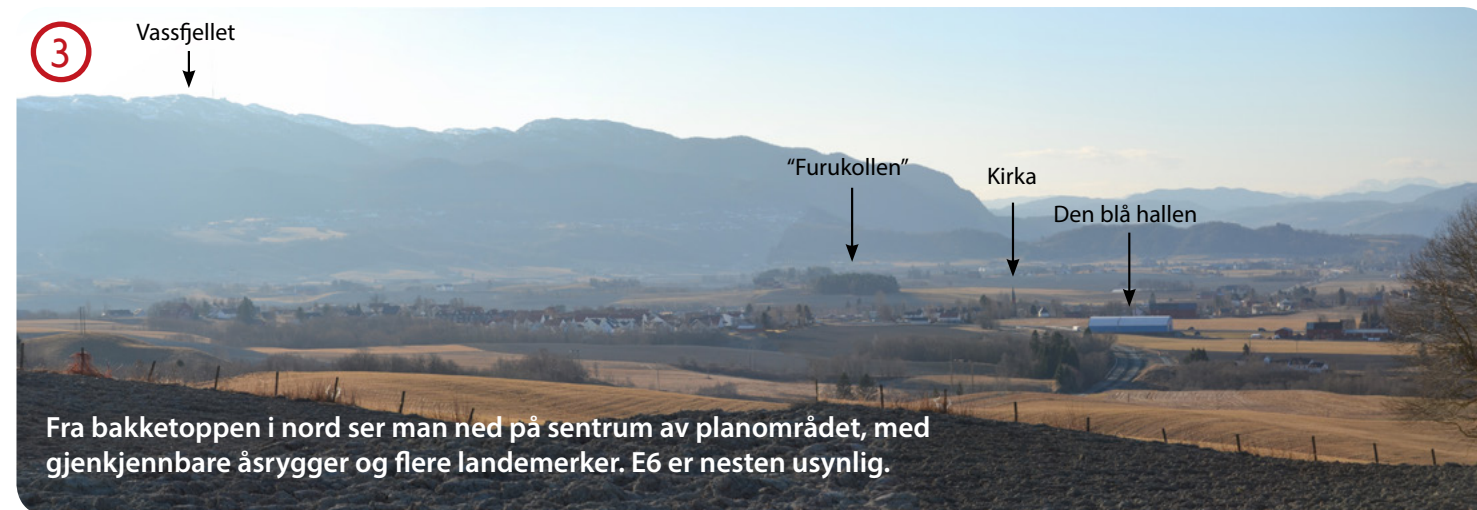 3
Vassfjellet
“Furukollen”
Kirka
Den blå hallen
Fra bakketoppen i nord ser man ned på sentrum av planområdet, med
gjenkjennbare åsrygger og flere landemerker. E6 er nesten usynlig.